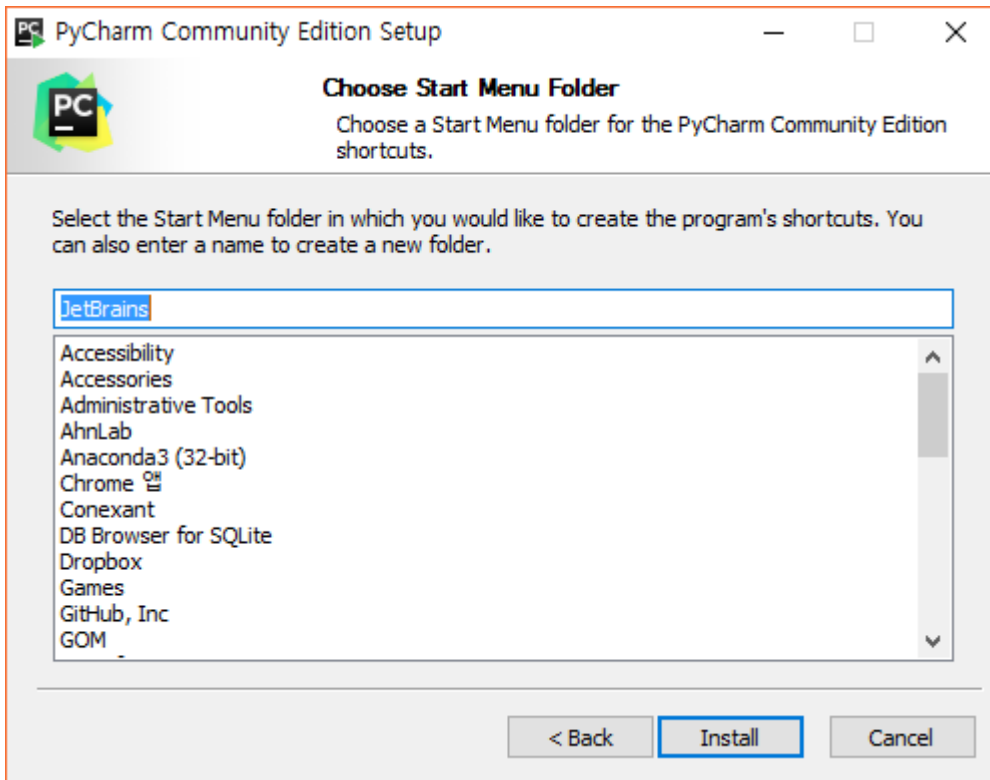 PyCharm Community Edition Setup
PC
Choose Start Menu Folder
Choose a Start Menu folder for the PyCharm Community Edition
shortcuts.
Select the Start Menu folder in which you would like to create the program's shortcuts. You
can also enter a name to create a new folder.
JetBrains
Accessibility
Accessories
Administrative Tools
AhnLab
Anaconda3 (32-bit)
Chrome 앱
Conexant
DB Browser for SQLite
Dropbox
Games
GitHub, Inc
GOM
< Back
Install
Cancel